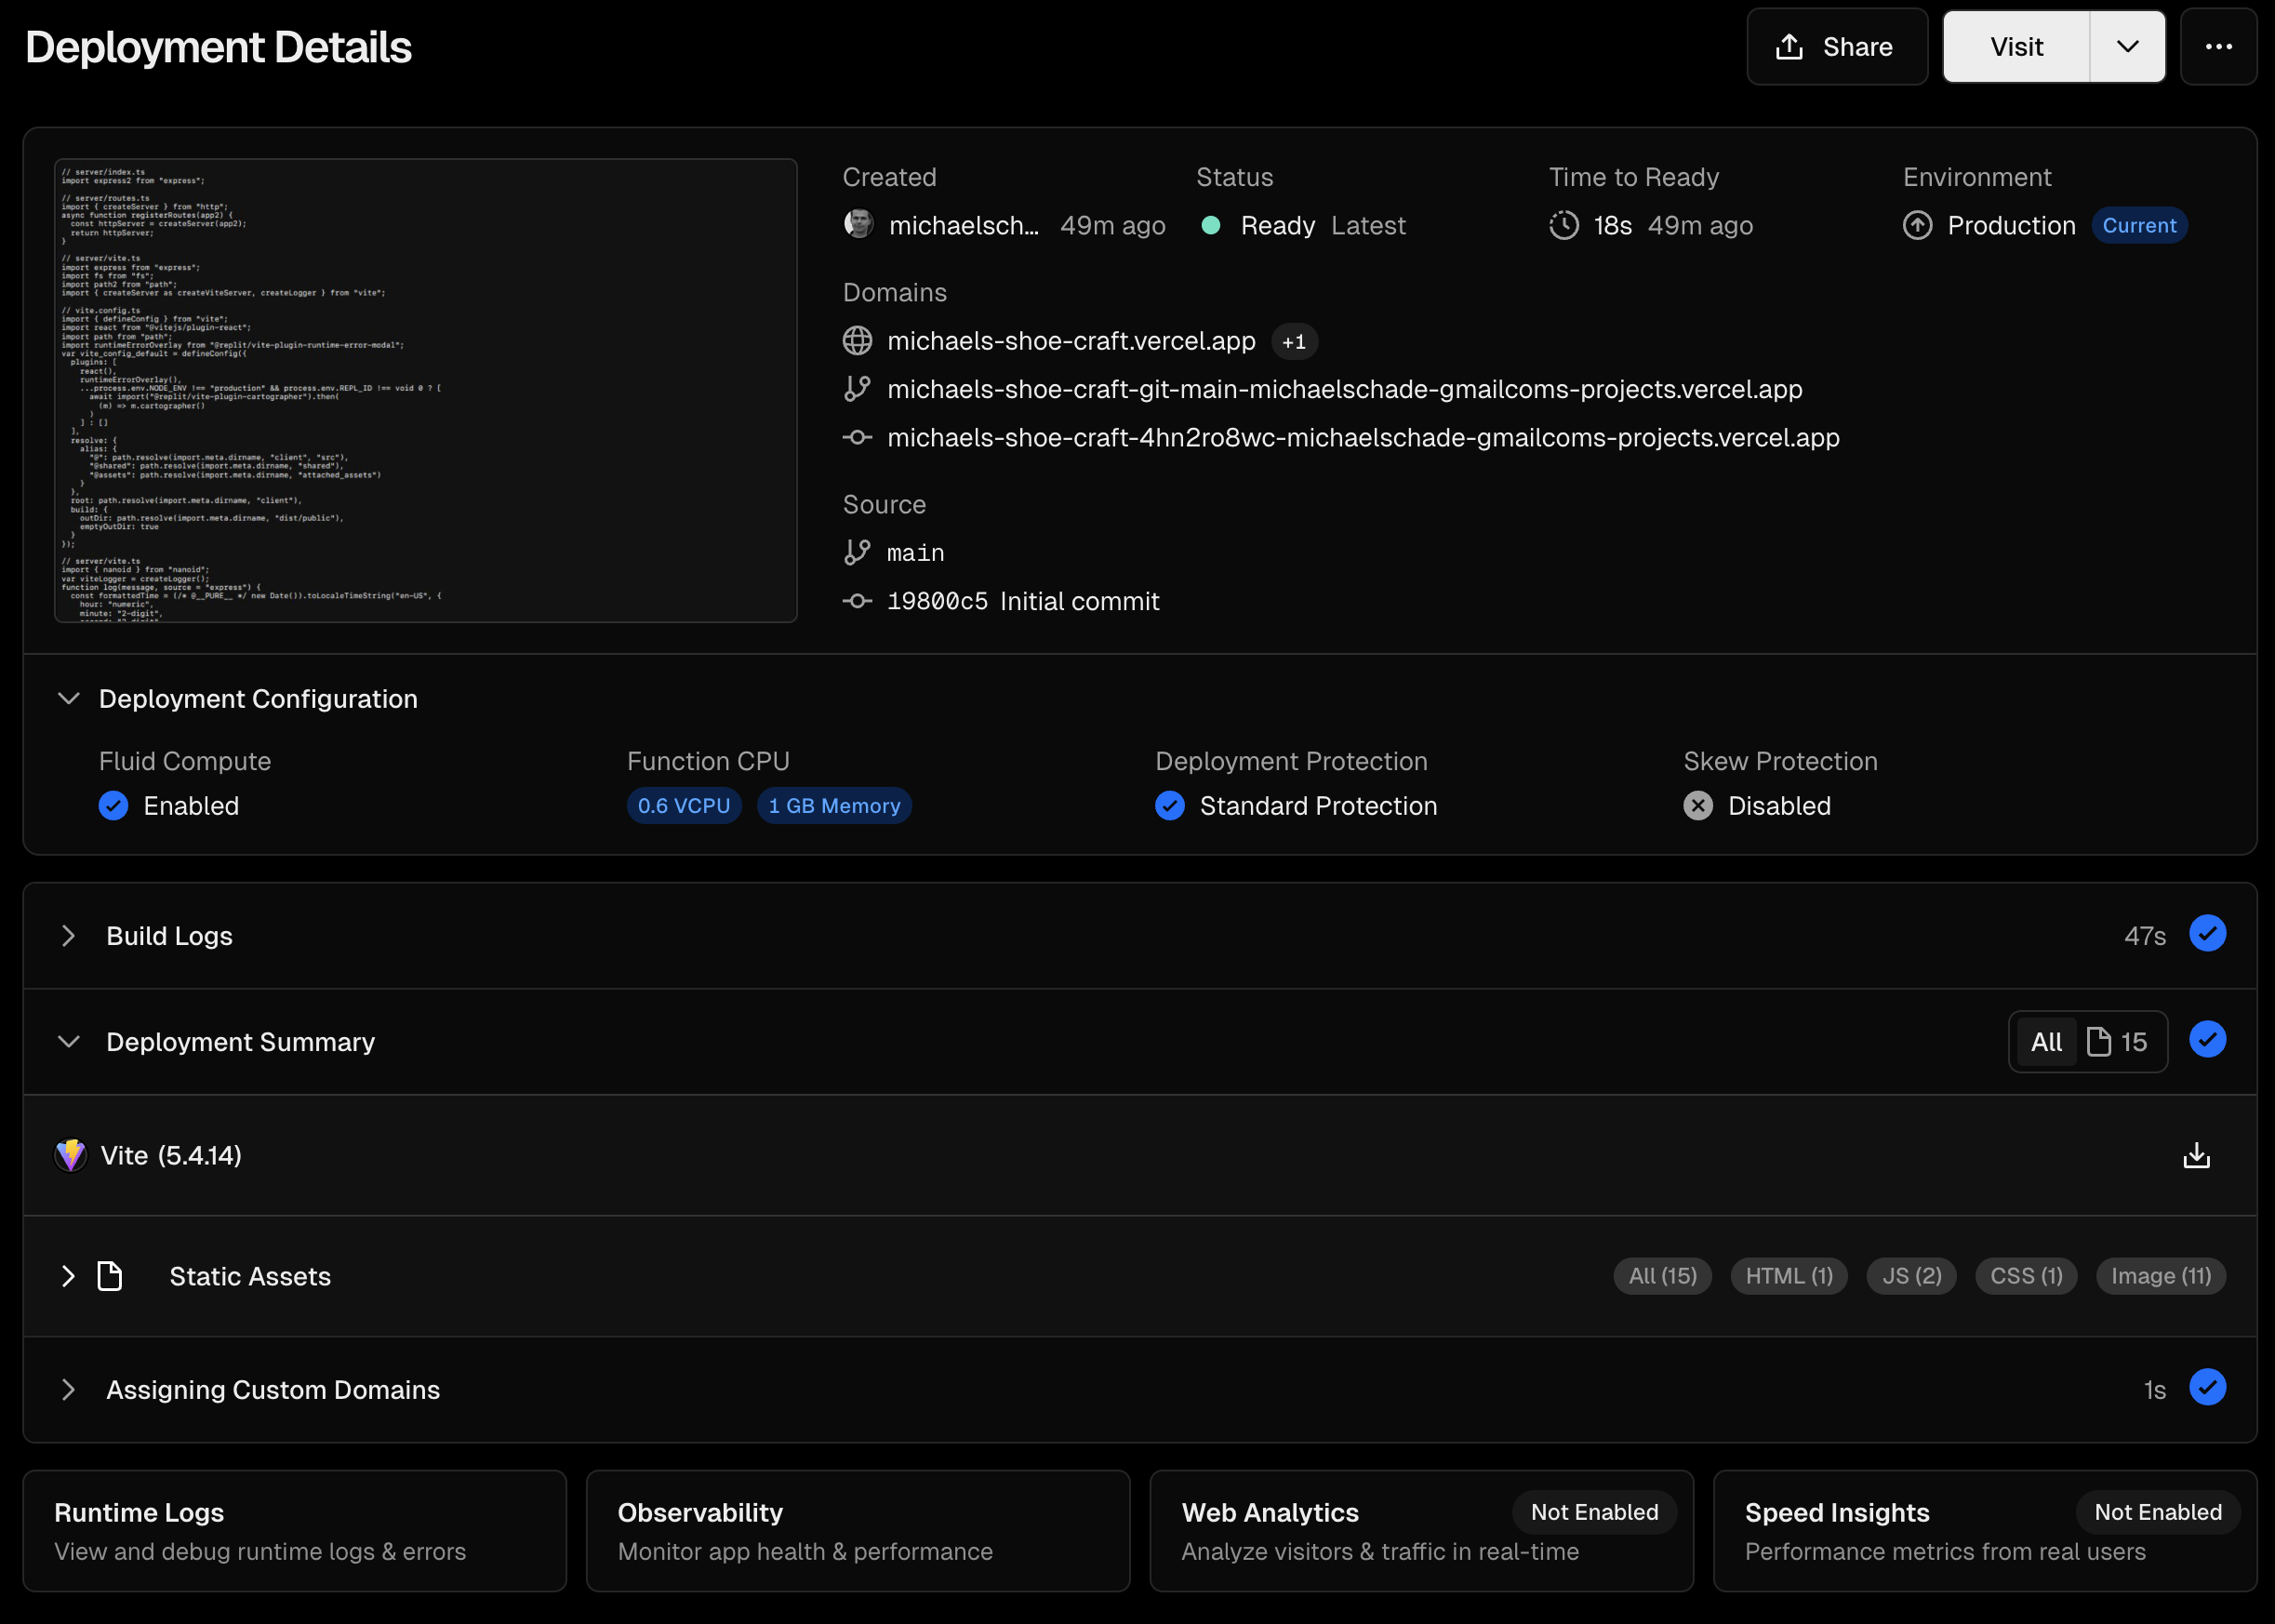 Deployment Details
Share
Visit
// server/index.ts
import express2 from "express";
// server/routes.ts
import { createServer } from "http";
async function registerRoutes(app2) {
const httpServer = createServer(app2);
return httpServer;
}
// server/vite.ts
import express from "express";
import fs from "fs";
import path2 from "path";
import { createServer as createViteServer, createLogger } from "vite";
// vite.config.ts
import { defineConfig } from "vite";
import react from "@vitejs/plugin-react";
import path from "path";
import runtimeErrorOverlay from "@replit/vite-plugin-runtime-error-modal";
var vite_config_default = defineConfig({
plugins: [
react(),
runtimeErrorOverlay(),
...process.env.NODE_ENV !== "production" && process.env.REPL_ID !== void 0 ? [
await import("@replit/vite-plugin-cartographer").then(
(m) => m.cartographer()
)
] : []
],
resolve: {
alias: {
"@": path.resolve(import.meta.dirname, "client", "src"),
"@shared": path.resolve(import.meta.dirname, "shared"),
"@assets": path.resolve(import.meta.dirname, "attached_assets")
}
},
root: path.resolve(import.meta.dirname, "client"),
build: {
outDir: path.resolve(import.meta.dirname, "dist/public"),
emptyOutDir: true
}
});
// server/vite.ts
import { nanoid } from "nanoid";
var viteLogger = createLogger();
function log(message, source = "express") {
const formattedTime = (/* @__PURE__ */ new Date()).toLocaleTimeString("en-US", {
hour: "numeric",
minute: "2-digit",
Created
michaelsch... 49m ago
Status
Ready Latest
Time to Ready
18s 49m ago
Environment
Production Current
Domains
michaels-shoe-craft.vercel.app +1
michaels-shoe-craft-git-main-michaelschade-gmailcoms-projects.vercel.app
michaels-shoe-craft-4hn2ro8wc-michaelschade-gmailcoms-projects.vercel.app
Source
main
19800c5 Initial commit
Deployment Configuration
Fluid Compute
Enabled
Function CPU
0.6 VCPU 1 GB Memory
Deployment Protection
Standard Protection
Skew Protection
Disabled
Build Logs 47s
Deployment Summary All 15
Vite (5.4.14)
Static Assets All (15) HTML (1) JS (2) CSS (1) Image (11)
Assigning Custom Domains 1s
Runtime Logs
View and debug runtime logs & errors
Observability
Monitor app health & performance
Web Analytics Not Enabled
Analyze visitors & traffic in real-time
Speed Insights Not Enabled
Performance metrics from real users